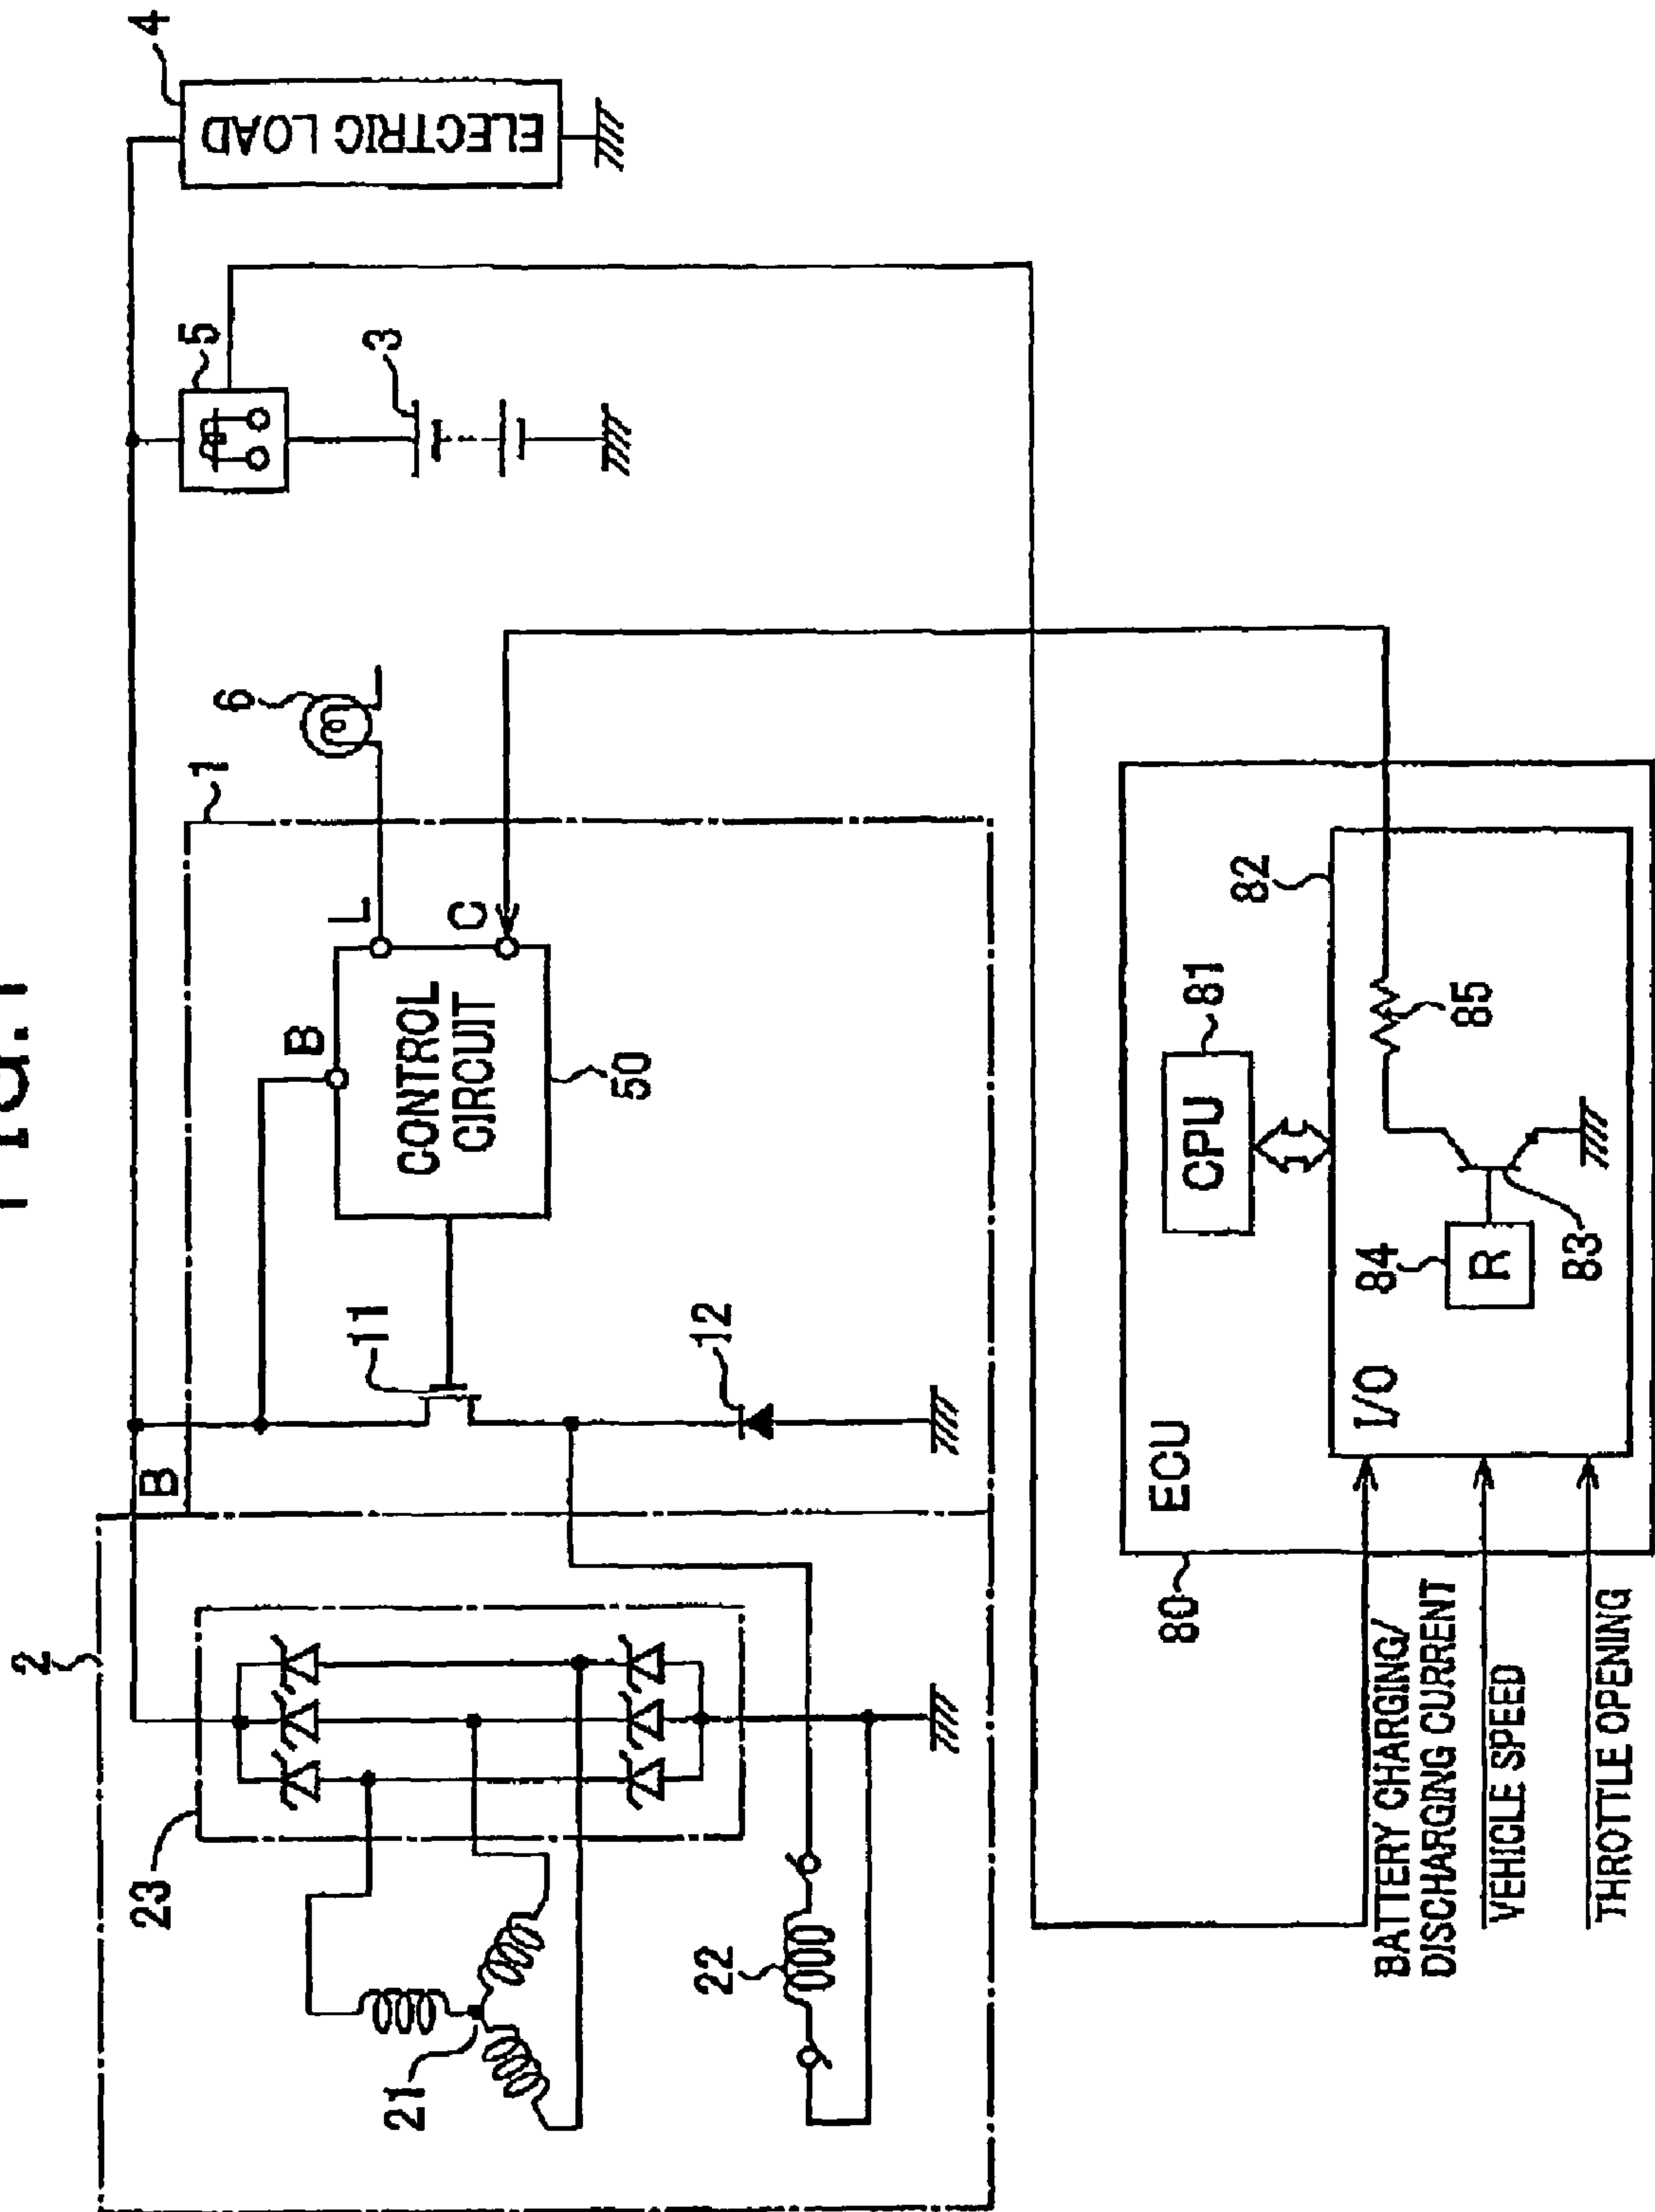 FIG.1
2
B
1
B
L
C
CONTROL
CIRCUIT
50
11
12
6
5
3
4
ELECTRIC LOAD
23
21
22
80
ECU
CPU
81
82
I/O
84
R
83
85
BATTERY CHARGING/
DISCHARGING CURRENT
VEHICLE SPEED
THROTTLE OPENING